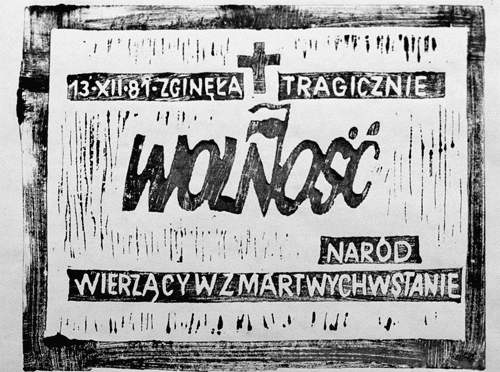 13·XII·81·ZGINĘŁA TRAGICZNIE
WOLNOŚĆ
NARÓD
WIERZĄCY W ZMARTWYCHWSTANIE